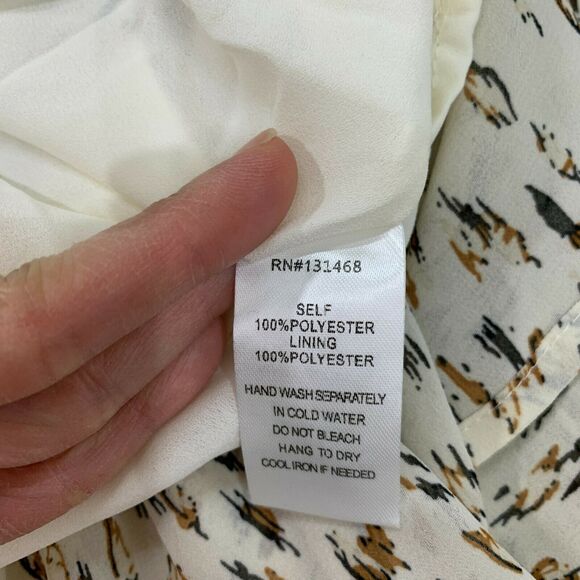 RN#131468
SELF
100%POLYESTER
LINING
100%POLYESTER
HAND WASH SEPARATELY
IN COLD WATER
DO NOT BLEACH
HANG TO DRY
COOL IRON IF NEEDED